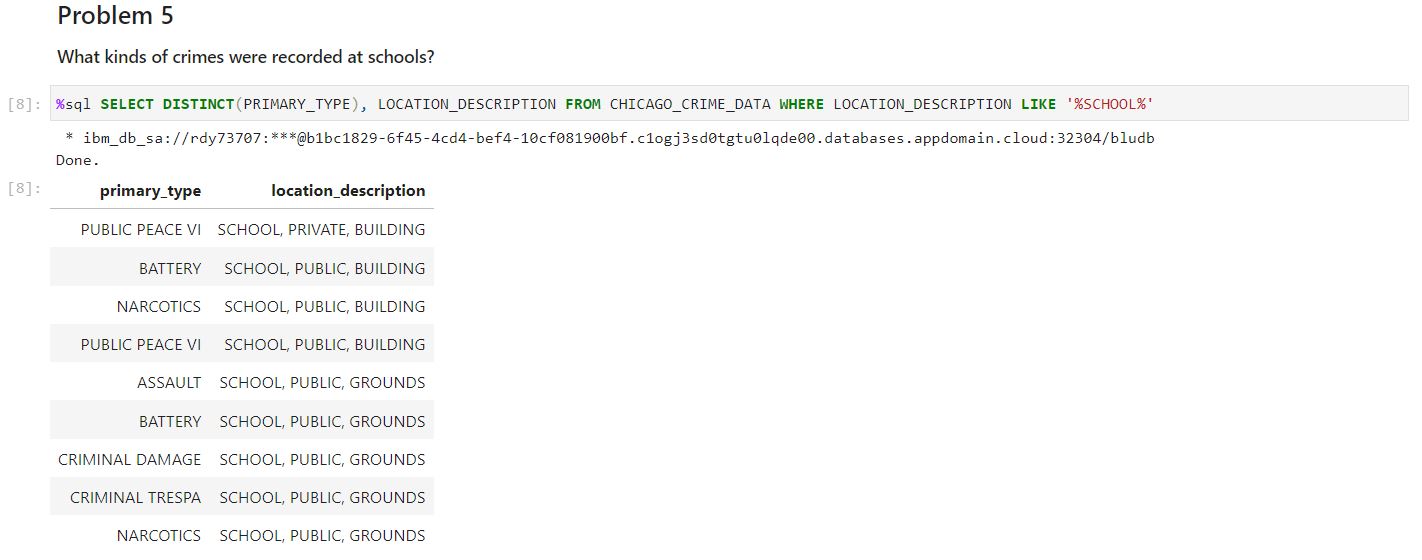 Problem 5
What kinds of crimes were recorded at schools?
[8]: %sql SELECT DISTINCT(PRIMARY_TYPE), LOCATION_DESCRIPTION FROM CHICAGO_CRIME_DATA WHERE LOCATION_DESCRIPTION LIKE '%SCHOOL%'
* ibm_db_sa://rdy73707:***@b1bc1829-6f45-4cd4-bef4-10cf081900bf.c1ogj3sd0tgtu0lqde00.databases.appdomain.cloud:32304/bludb
Done.
[8]: primary_type location_description
PUBLIC PEACE VI SCHOOL, PRIVATE, BUILDING
BATTERY SCHOOL, PUBLIC, BUILDING
NARCOTICS SCHOOL, PUBLIC, BUILDING
PUBLIC PEACE VI SCHOOL, PUBLIC, BUILDING
ASSAULT SCHOOL, PUBLIC, GROUNDS
BATTERY SCHOOL, PUBLIC, GROUNDS
CRIMINAL DAMAGE SCHOOL, PUBLIC, GROUNDS
CRIMINAL TRESPA SCHOOL, PUBLIC, GROUNDS
NARCOTICS SCHOOL, PUBLIC, GROUNDS